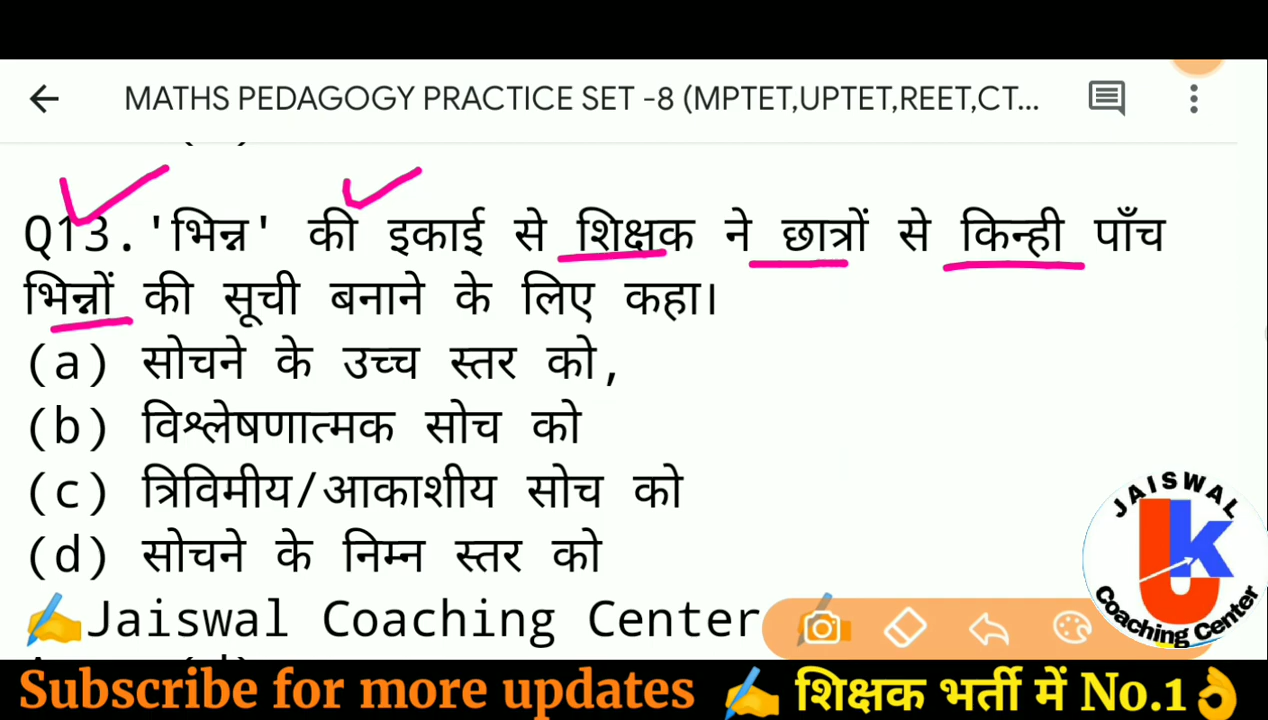 MATHS PEDAGOGY PRACTICE SET -8 (MPTET,UPTET,REET,CT...
Q13.'भिन्न' की इकाई से शिक्षक ने छात्रों से किन्ही पाँच
भिन्नों की सूची बनाने के लिए कहा।
(a) सोचने के उच्च स्तर को,
(b) विश्लेषणात्मक सोच को
(c) त्रिविमीय/आकाशीय सोच को
(d) सोचने के निम्न स्तर को
✍Jaiswal Coaching Center ✍
JAISWAL
UK
Coaching Center
Subscribe for more updates ✍ शिक्षक भर्ती में No.1👌